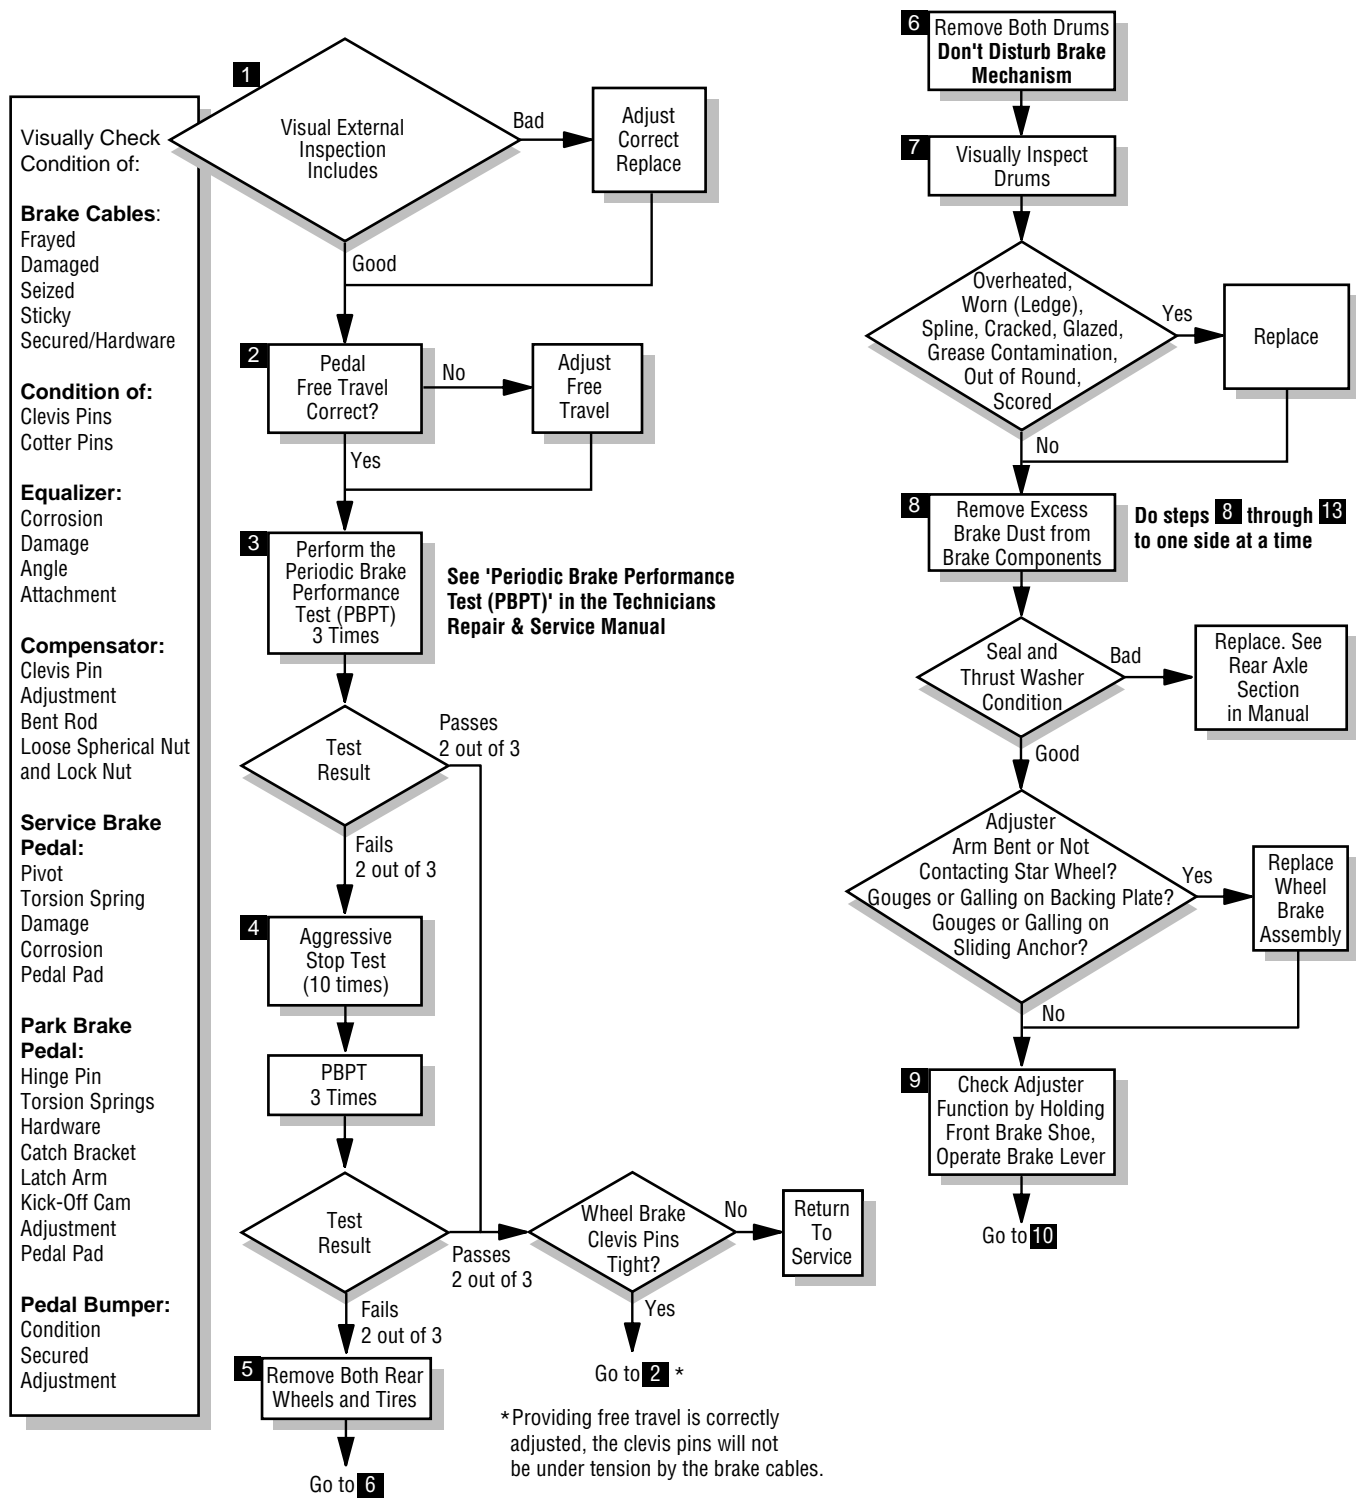 Visually Check
Condition of:
Brake Cables:
Frayed
Damaged
Seized
Sticky
Secured/Hardware
Condition of:
Clevis Pins
Cotter Pins
Equalizer:
Corrosion
Damage
Angle
Attachment
Compensator:
Clevis Pin
Adjustment
Bent Rod
Loose Spherical Nut
and Lock Nut
Service Brake
Pedal:
Pivot
Torsion Spring
Damage
Corrosion
Pedal Pad
Park Brake
Pedal:
Hinge Pin
Torsion Springs
Hardware
Catch Bracket
Latch Arm
Kick-Off Cam
Adjustment
Pedal Pad
Pedal Bumper:
Condition
Secured
Adjustment
1
Visual External
Inspection
Includes
Bad
Adjust
Correct
Replace
Good
2
Pedal
Free Travel
Correct?
No
Adjust
Free
Travel
Yes
3
Perform the
Periodic Brake
Performance
Test (PBPT)
3 Times
See 'Periodic Brake Performance
Test (PBPT)' in the Technicians
Repair & Service Manual
Test
Result
Passes
2 out of 3
Fails
2 out of 3
4
Aggressive
Stop Test
(10 times)
PBPT
3 Times
Test
Result
Passes
2 out of 3
Wheel Brake
Clevis Pins
Tight?
No
Return
To
Service
Yes
Go to 2 *
*Providing free travel is correctly
adjusted, the clevis pins will not
be under tension by the brake cables.
Fails
2 out of 3
5
Remove Both Rear
Wheels and Tires
Go to 6
6
Remove Both Drums
Don't Disturb Brake
Mechanism
7
Visually Inspect
Drums
Overheated,
Worn (Ledge),
Spline, Cracked, Glazed,
Grease Contamination,
Out of Round,
Scored
Yes
Replace
No
8
Remove Excess
Brake Dust from
Brake Components
Do steps 8 through 13
to one side at a time
Seal and
Thrust Washer
Condition
Bad
Replace. See
Rear Axle
Section
in Manual
Good
Adjuster
Arm Bent or Not
Contacting Star Wheel?
Gouges or Galling on Backing Plate?
Gouges or Galling on
Sliding Anchor?
Yes
Replace
Wheel
Brake
Assembly
No
9
Check Adjuster
Function by Holding
Front Brake Shoe,
Operate Brake Lever
Go to 10